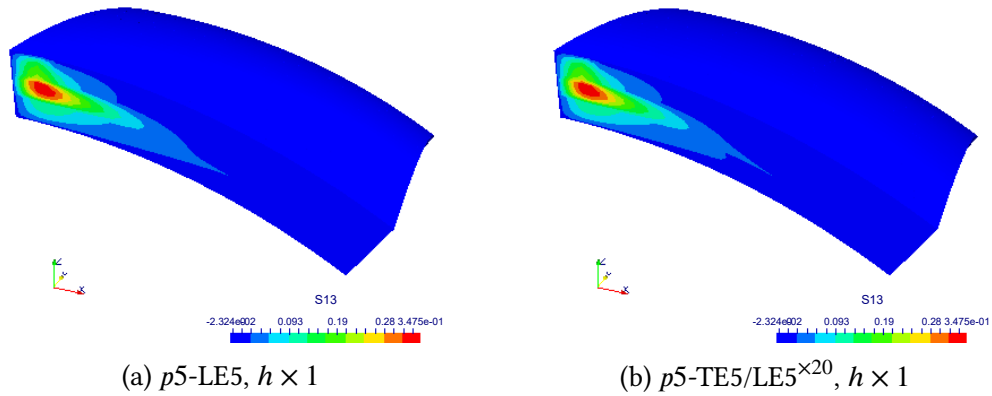 Z Y X
Z Y X
S13
S13
-2.324e-02 0.093 0.19 0.28 3.475e-01
-2.324e-02 0.093 0.19 0.28 3.475e-01
(a) p5-LE5, h × 1
(b) p5-TE5/LE5×20, h × 1